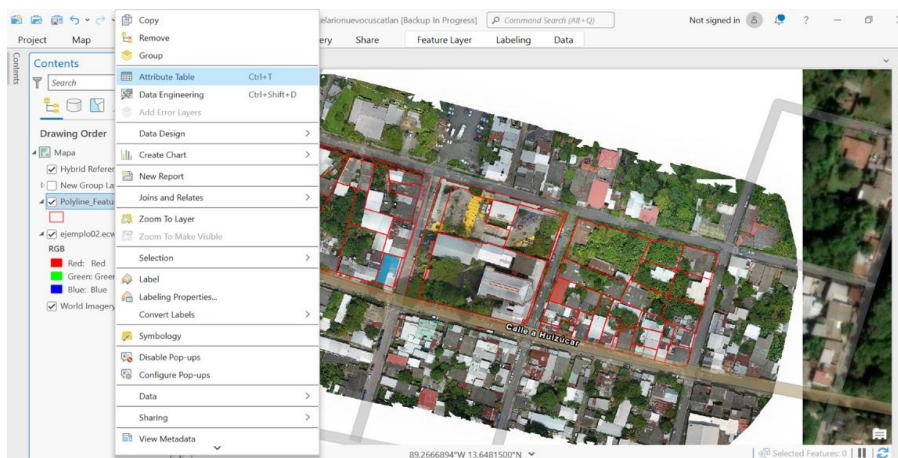 elarionuevocuscatlan [Backup In Progress]
Command Search (Alt+Q)
Not signed in
?
Project
Map
Share
Feature Layer
Labeling
Data
Contents
Contents
Search
Drawing Order
Mapa
Hybrid Referen
New Group La
Polyline_Featu
ejemplo02.ecw
RGB
Red: Red
Green: Green
Blue: Blue
World Imagery
Copy
Remove
Group
Attribute Table Ctrl+T
Data Engineering Ctrl+Shift+D
Add Error Layers
Data Design
Create Chart
New Report
Joins and Relates
Zoom To Layer
Zoom To Make Visible
Selection
Label
Labeling Properties...
Convert Labels
Symbology
Disable Pop-ups
Configure Pop-ups
Data
Sharing
View Metadata
Calle a Huizúcar
89.2666894°W 13.6481500°N
Selected Features: 0